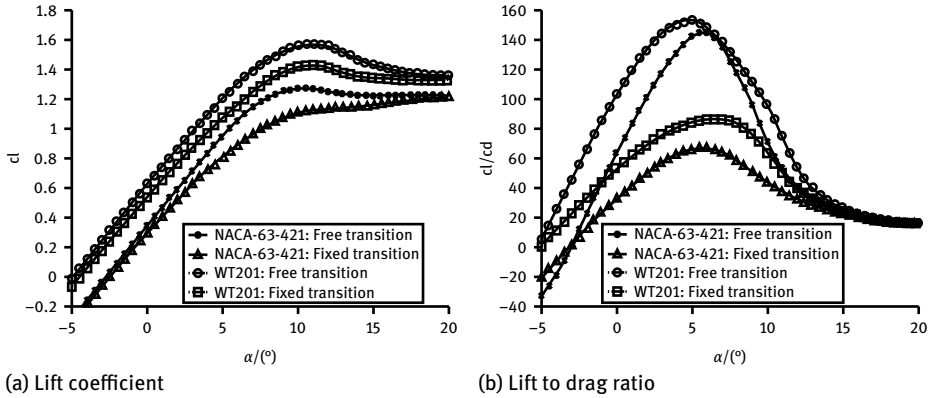 1.8
1.6
1.4
1.2
1
0.8
0.6
0.4
0.2
0
−0.2
cl
−5
0
5
10
15
20
α/(°)
NACA-63-421: Free transition
NACA-63-421: Fixed transition
WT201: Free transition
WT201: Fixed transition
(a) Lift coefficient
160
140
120
100
80
60
40
20
0
−20
−40
cl/cd
−5
0
5
10
15
20
α/(°)
NACA-63-421: Free transition
NACA-63-421: Fixed transition
WT201: Free transition
WT201: Fixed transition
(b) Lift to drag ratio